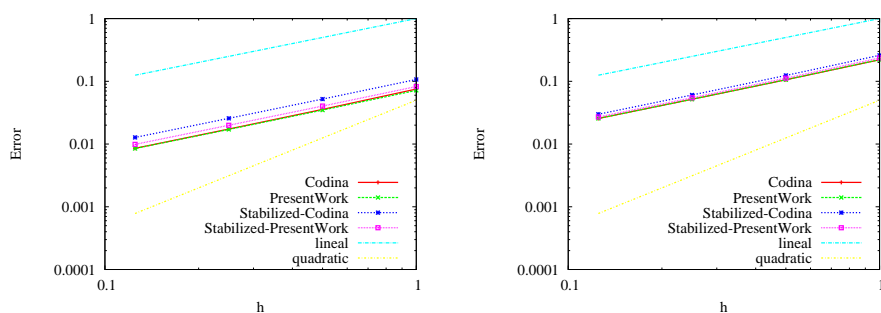 1
0.1
0.01
0.001
0.0001
0.1
1
Error
h
Codina
PresentWork
Stabilized-Codina
Stabilized-PresentWork
lineal
quadratic
1
0.1
0.01
0.001
0.0001
0.1
1
Error
h
Codina
PresentWork
Stabilized-Codina
Stabilized-PresentWork
lineal
quadratic